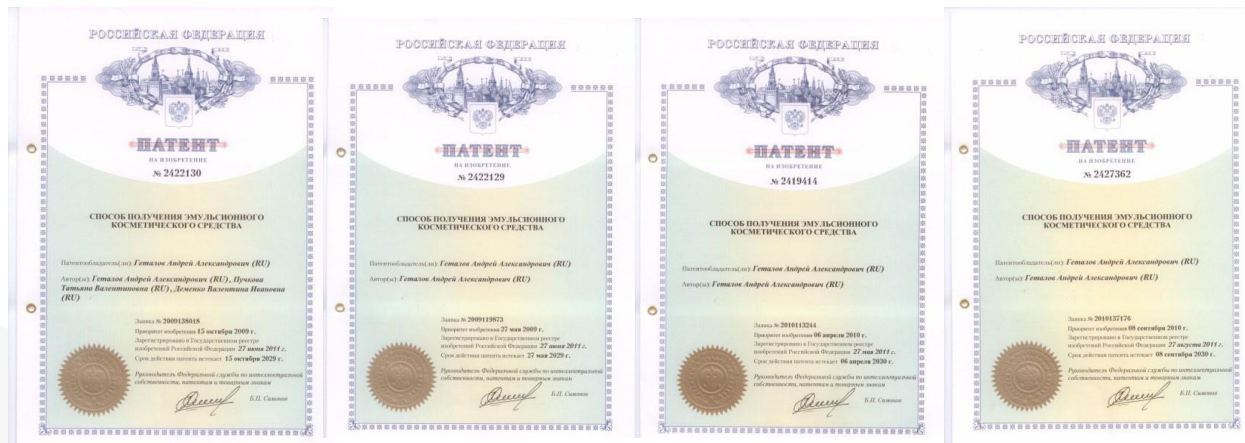 РОССИЙСКАЯ ФЕДЕРАЦИЯ
ПАТЕНТ
НА ИЗОБРЕТЕНИЕ
№ 2422130
СПОСОБ ПОЛУЧЕНИЯ ЭМУЛЬСИОННОГО
КОСМЕТИЧЕСКОГО СРЕДСТВА
Патентообладатель(ли): Геталов Андрей Александрович (RU)
Автор(ы): Геталов Андрей Александрович (RU), Пучкова
Татьяна Валентиновна (RU), Деменко Валентина Ивановна
(RU)
Заявка № 2009138018
Приоритет изобретения 15 октября 2009 г.
Зарегистрировано в Государственном реестре
изобретений Российской Федерации 27 июня 2011 г.
Срок действия патента истекает 15 октября 2029 г.
Руководитель Федеральной службы по интеллектуальной
собственности, патентам и товарным знакам
Б.П. Симонов
РОССИЙСКАЯ ФЕДЕРАЦИЯ
ПАТЕНТ
НА ИЗОБРЕТЕНИЕ
№ 2422129
СПОСОБ ПОЛУЧЕНИЯ ЭМУЛЬСИОННОГО
КОСМЕТИЧЕСКОГО СРЕДСТВА
Патентообладатель(ли): Геталов Андрей Александрович (RU)
Автор(ы): Геталов Андрей Александрович (RU)
Заявка № 2009119873
Приоритет изобретения 27 мая 2009 г.
Зарегистрировано в Государственном реестре
изобретений Российской Федерации 27 июня 2011 г.
Срок действия патента истекает 27 мая 2029 г.
Руководитель Федеральной службы по интеллектуальной
собственности, патентам и товарным знакам
Б.П. Симонов
РОССИЙСКАЯ ФЕДЕРАЦИЯ
ПАТЕНТ
НА ИЗОБРЕТЕНИЕ
№ 2419414
СПОСОБ ПОЛУЧЕНИЯ ЭМУЛЬСИОННОГО
КОСМЕТИЧЕСКОГО СРЕДСТВА
Патентообладатель(ли): Геталов Андрей Александрович (RU)
Автор(ы): Геталов Андрей Александрович (RU)
Заявка № 2010113244
Приоритет изобретения 06 апреля 2010 г.
Зарегистрировано в Государственном реестре
изобретений Российской Федерации 27 мая 2011 г.
Срок действия патента истекает 06 апреля 2030 г.
Руководитель Федеральной службы по интеллектуальной
собственности, патентам и товарным знакам
Б.П. Симонов
РОССИЙСКАЯ ФЕДЕРАЦИЯ
ПАТЕНТ
НА ИЗОБРЕТЕНИЕ
№ 2427362
СПОСОБ ПОЛУЧЕНИЯ ЭМУЛЬСИОННОГО
КОСМЕТИЧЕСКОГО СРЕДСТВА
Патентообладатель(ли): Геталов Андрей Александрович (RU)
Автор(ы): Геталов Андрей Александрович (RU)
Заявка № 2010137176
Приоритет изобретения 08 сентября 2010 г.
Зарегистрировано в Государственном реестре
изобретений Российской Федерации 27 августа 2011 г.
Срок действия патента истекает 08 сентября 2030 г.
Руководитель Федеральной службы по интеллектуальной
собственности, патентам и товарным знакам
Б.П. Симонов